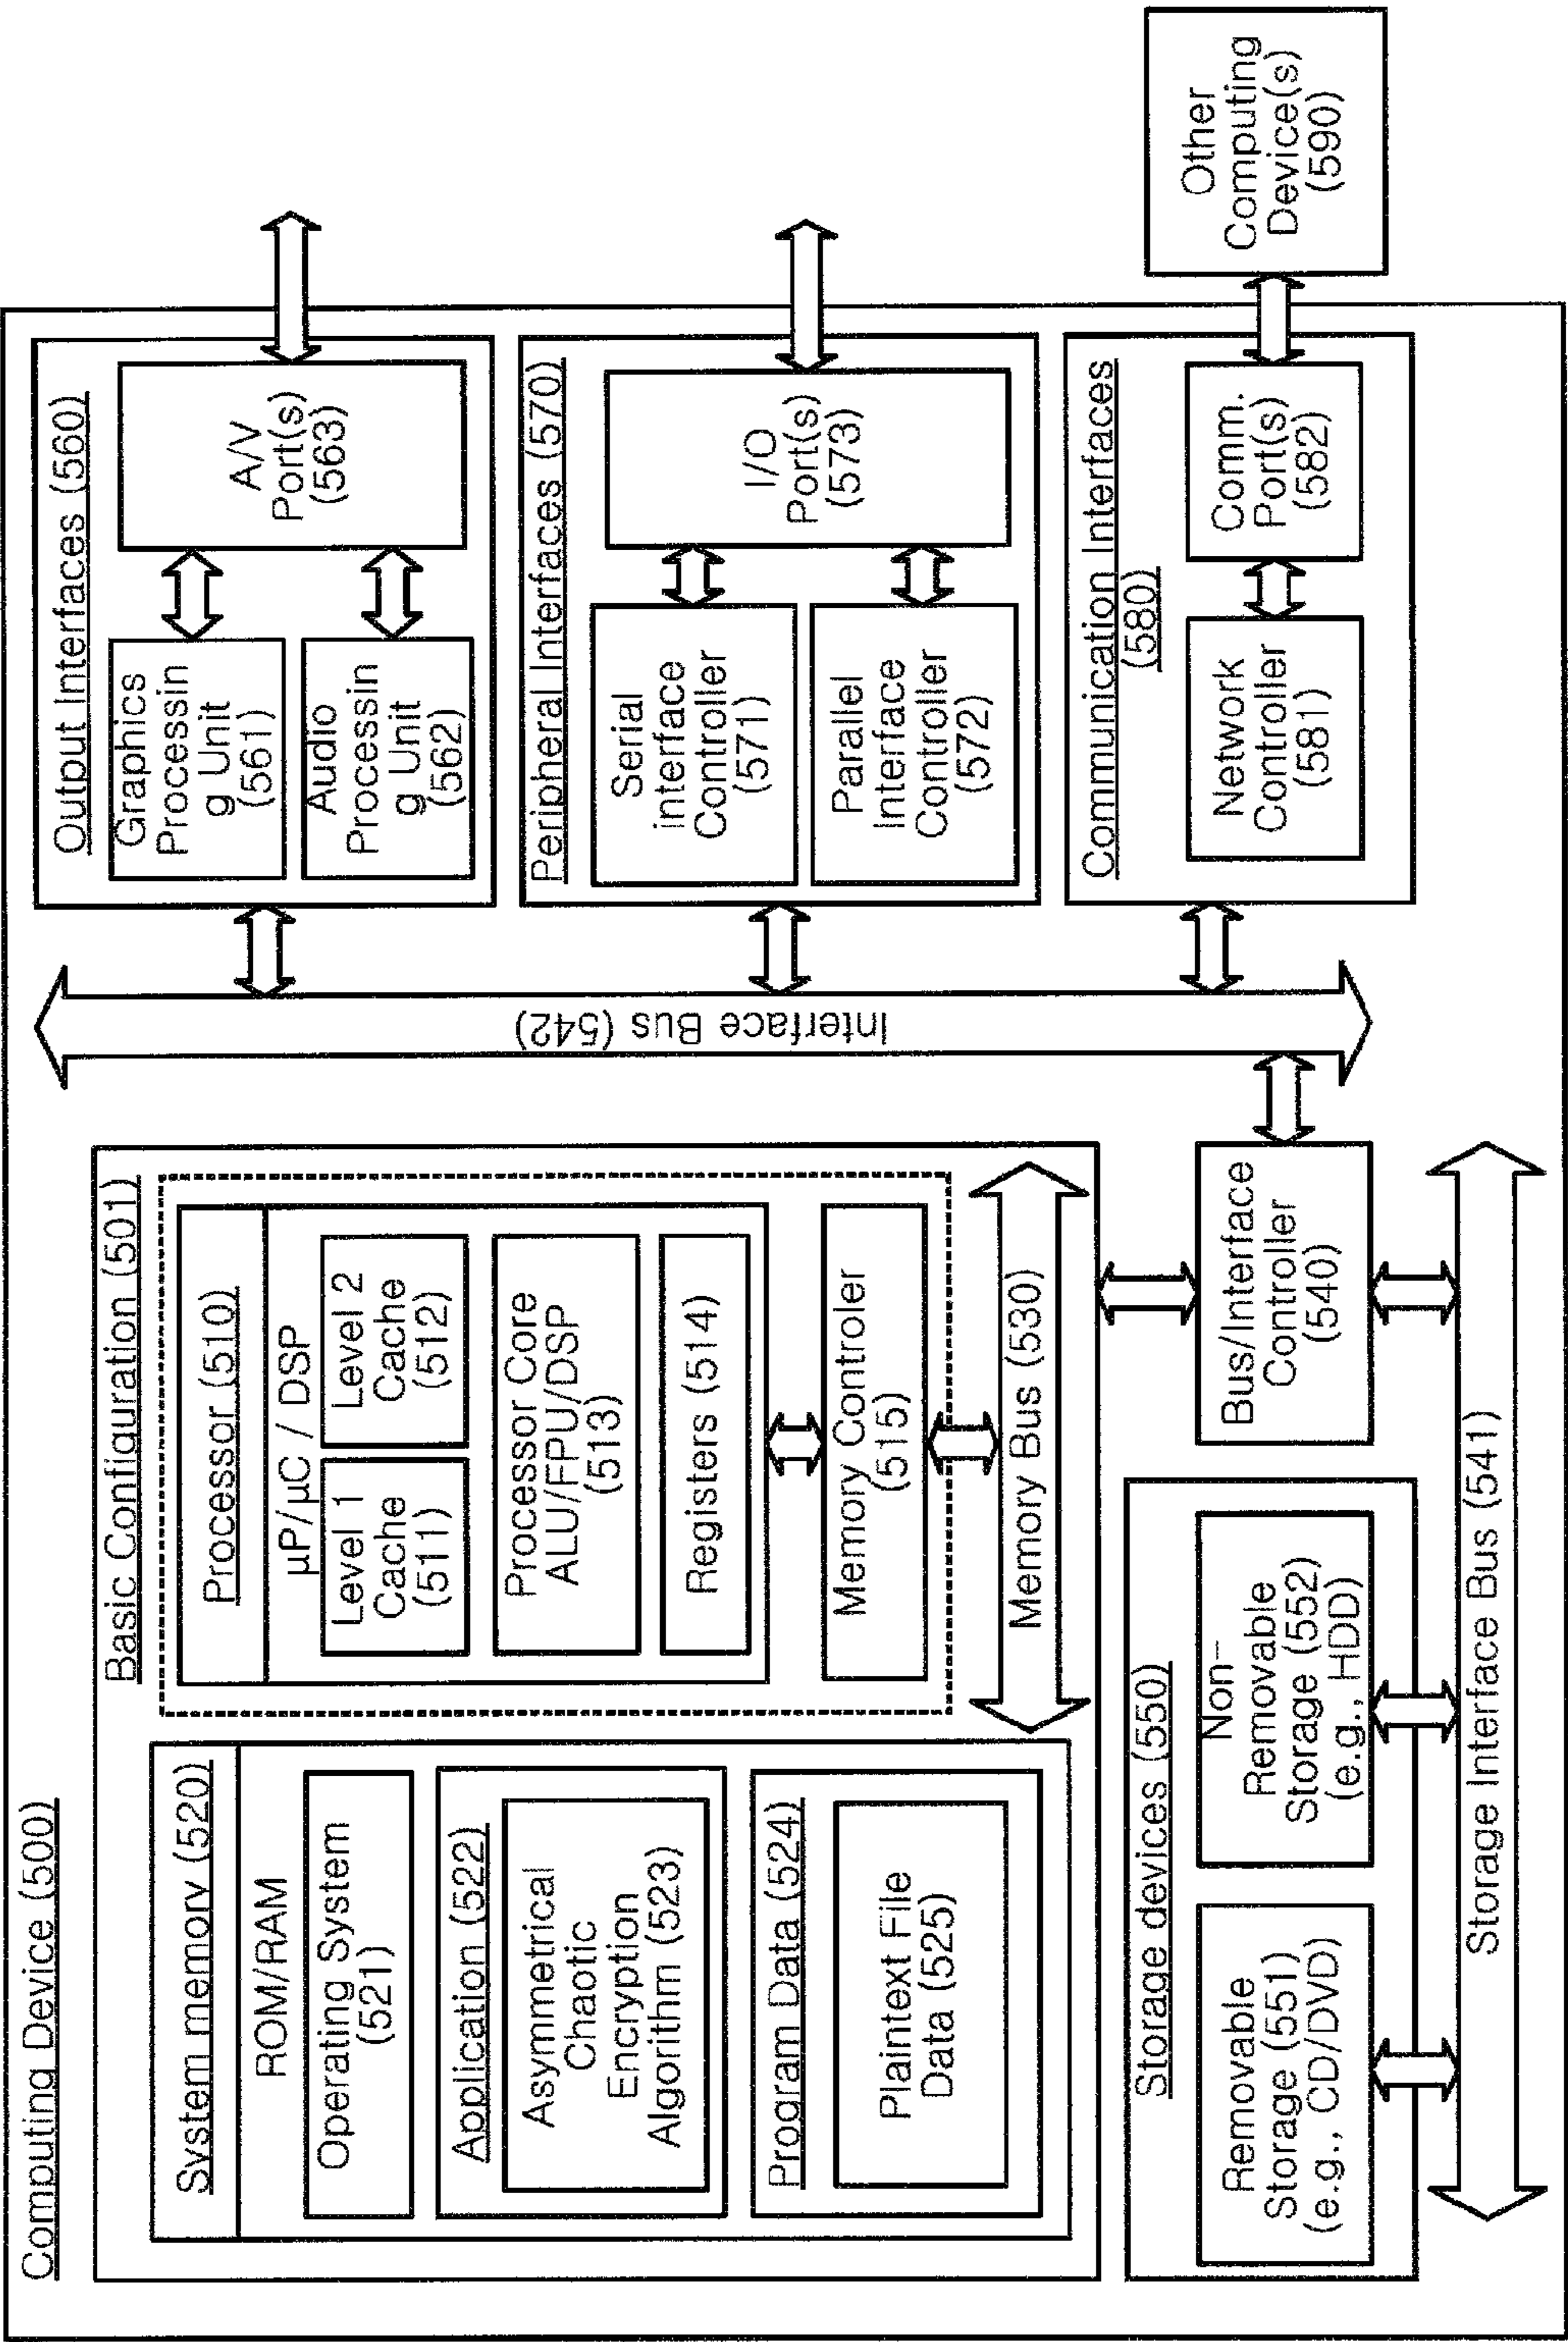 Computing Device (500)
Basic Configuration (501)
System memory (520)
ROM/RAM
Operating System
(521)
Application (522)
Asymmetrical
Chaotic
Encryption
Algorithm (523)
Program Data (524)
Plaintext File
Data (525)
Processor (510)
µP/µC / DSP
Level 1
Cache
(511)
Level 2
Cache
(512)
Processor Core
ALU/FPU/DSP
(513)
Registers (514)
Memory Controller
(515)
Memory Bus (530)
Bus/Interface
Controller
(540)
Storage devices (550)
Removable
Storage (551)
(e.g., CD/DVD)
Non-
Removable
Storage (552)
(e.g., HDD)
Storage Interface Bus (541)
Interface Bus (542)
Output Interfaces (560)
Graphics
Processin
g Unit
(561)
Audio
Processin
g Unit
(562)
A/V
Port(s)
(563)
Peripheral Interfaces (570)
Serial
interface
Controller
(571)
Parallel
Interface
Controller
(572)
I/O
Port(s)
(573)
Communication Interfaces
(580)
Network
Controller
(581)
Comm.
Port(s)
(582)
Other
Computing
Device(s)
(590)